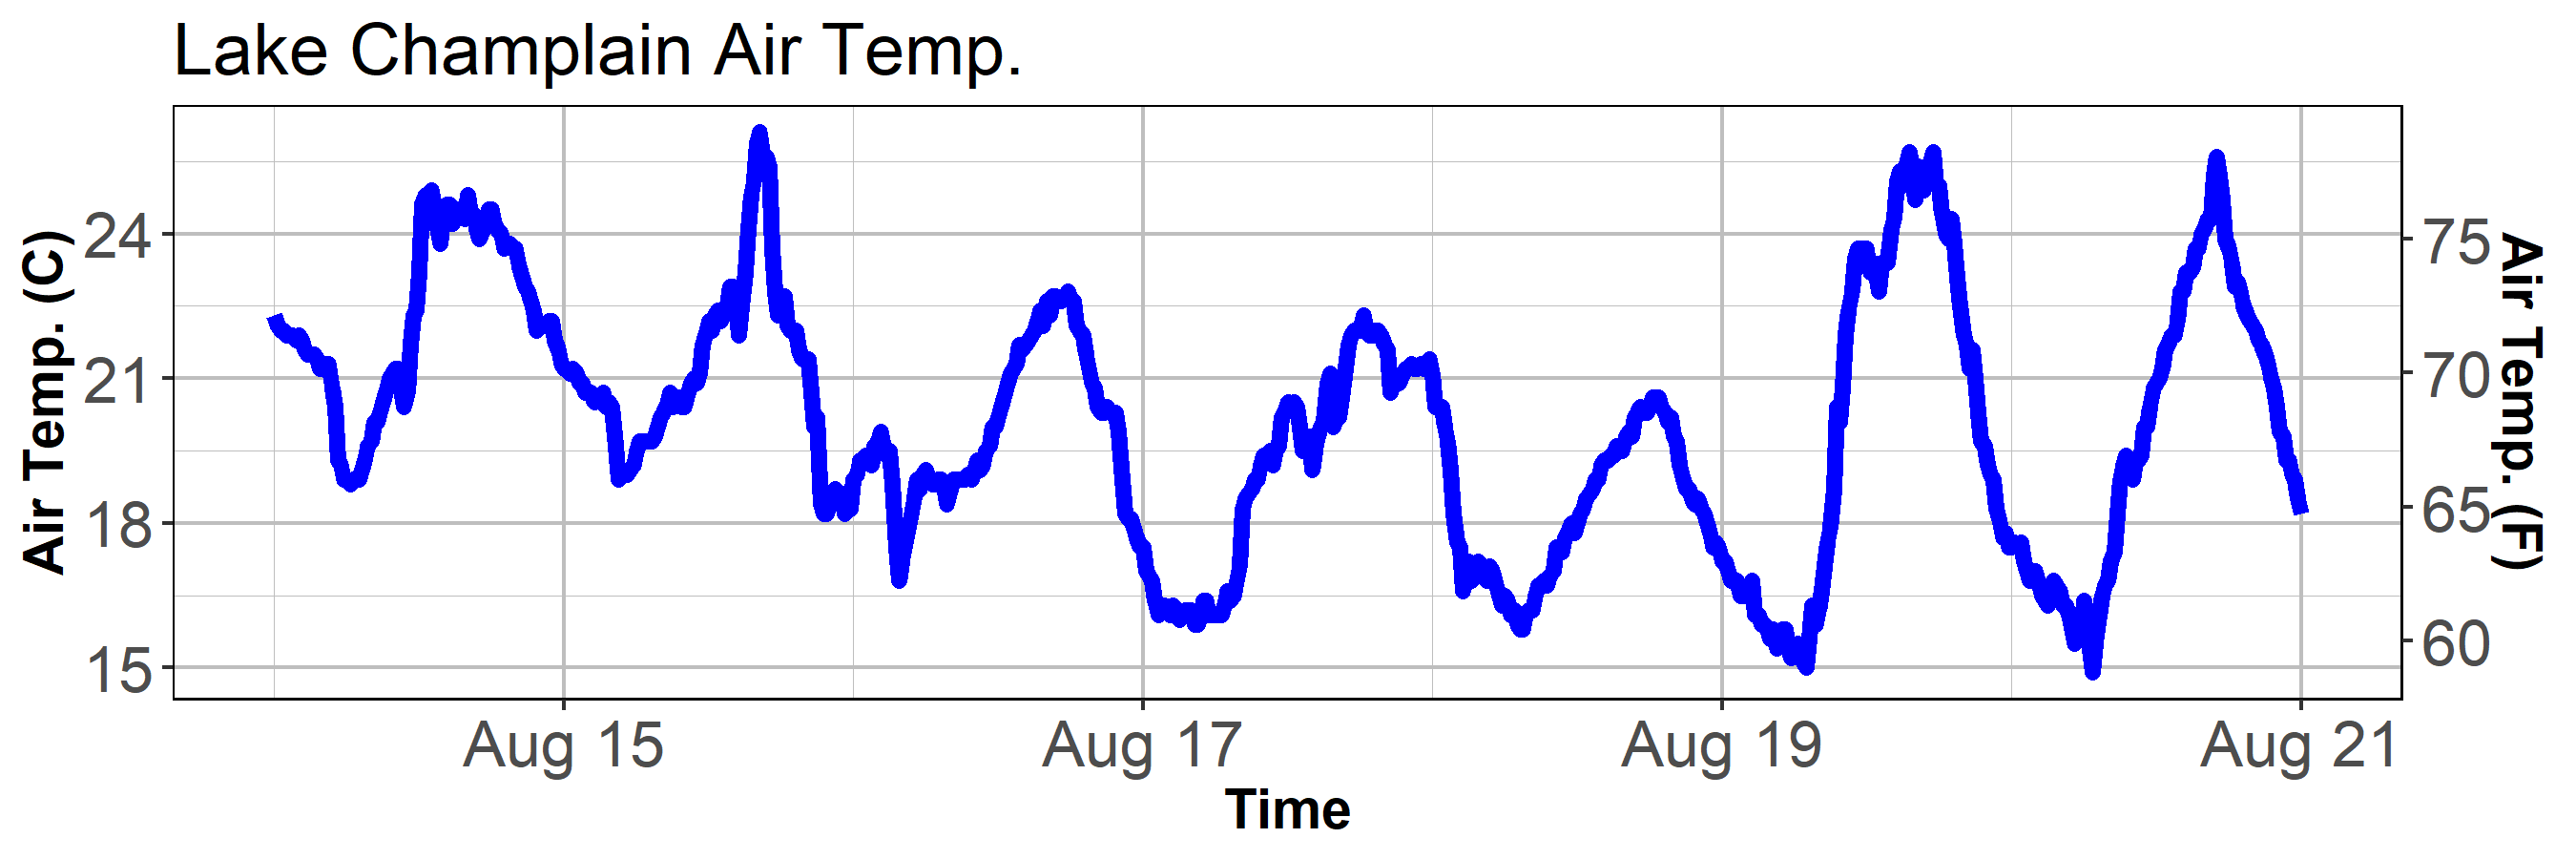 Lake Champlain Air Temp.
Air Temp. (C)
24
21
18
15
75
70
65
60
Air Temp. (F)
Aug 15
Aug 17
Aug 19
Aug 21
Time